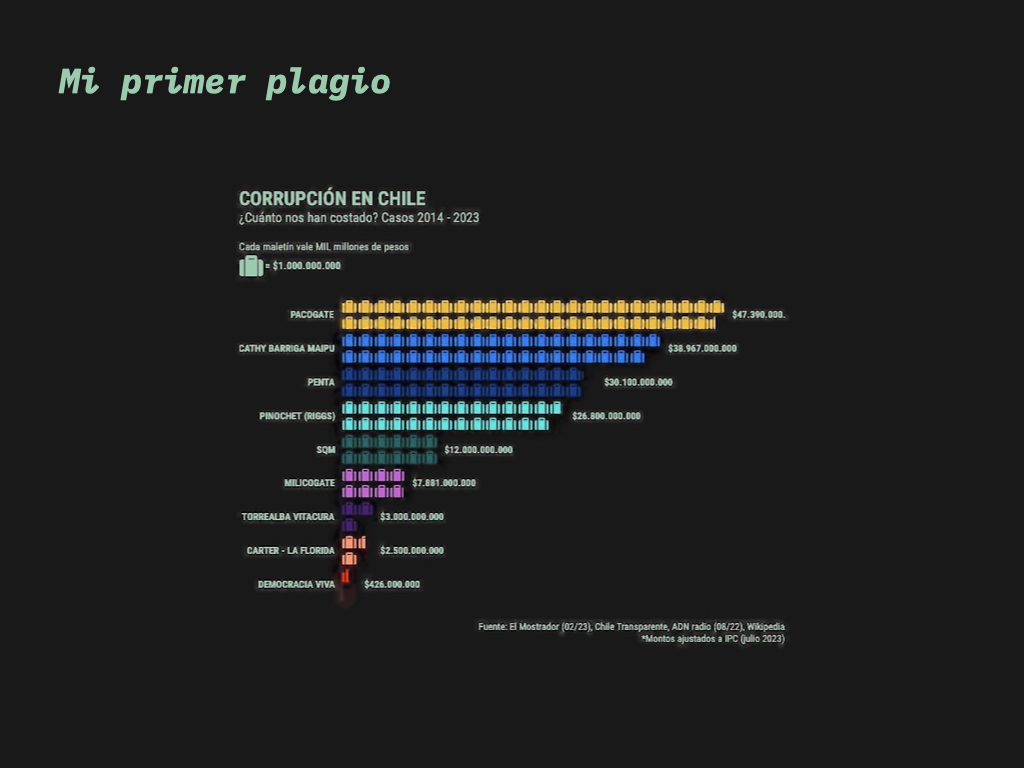 Mi primer plagio
CORRUPCIÓN EN CHILE
¿Cuánto nos han costado? Casos 2014 - 2023
Cada maletín vale MIL millones de pesos
= $1.000.000.000
PACOGATE $47.390.000.
CATHY BARRIGA MAIPU $38.967.000.000
PENTA $30.100.000.000
PINOCHET (RIGGS) $26.800.000.000
SQM $12.000.000.000
MILICOGATE $7.881.000.000
TORREALBA VITACURA $3.000.000.000
CARTER - LA FLORIDA $2.500.000.000
DEMOCRACIA VIVA $426.000.000
Fuente: El Mostrador (02/23), Chile Transparente, ADN radio (08/22), Wikipedia
*Montos ajustados a IPC (julio 2023)